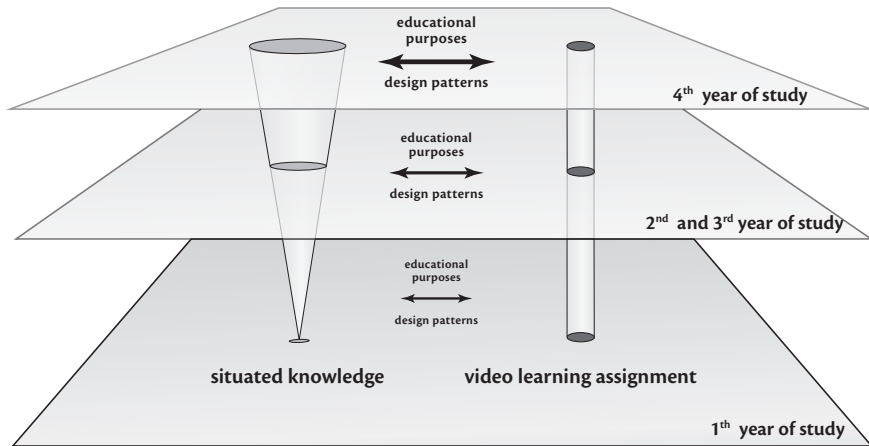 educational
purposes
design patterns
4th year of study
educational
purposes
design patterns
2nd and 3rd year of study
educational
purposes
design patterns
situated knowledge
video learning assignment
1th year of study